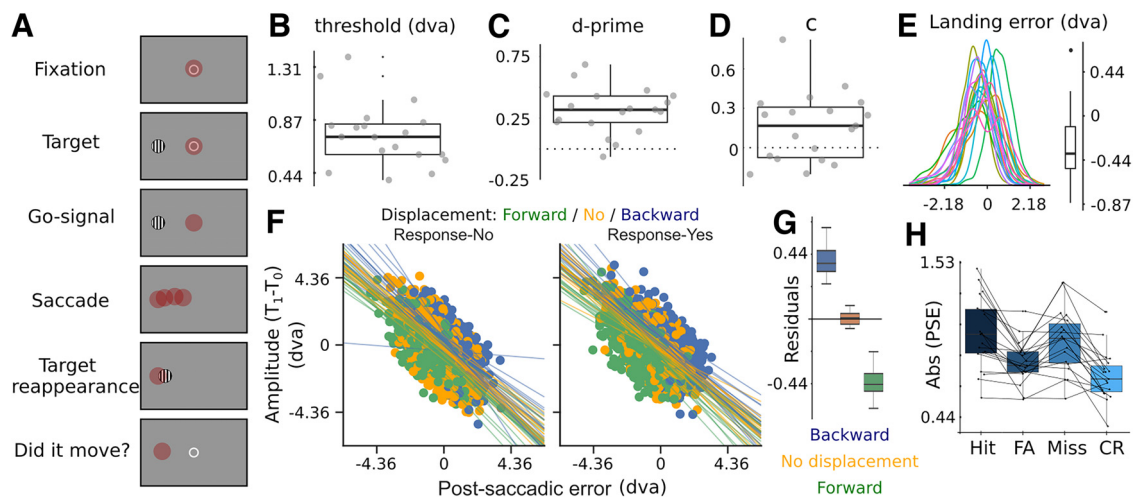 A
Fixation
Target
Go-signal
Saccade
Target
reappearance
Did it move?
B
threshold (dva)
1.31
0.87
0.44
C
d-prime
0.75
0.25
-0.25
D
c
0.6
0.3
0
E
Landing error (dva)
-2.18 0 2.18
0.44
0
-0.44
-0.87
F
Displacement: Forward / No / Backward
Response-No Response-Yes
Amplitude (T1-T0)
(dva)
4.36
0
-4.36
-4.36 0 4.36
-4.36 0 4.36
Post-saccadic error (dva)
G
Residuals
0.44
-0.44
Backward
No displacement
Forward
H
Abs (PSE)
1.53
0.44
Hit FA Miss CR